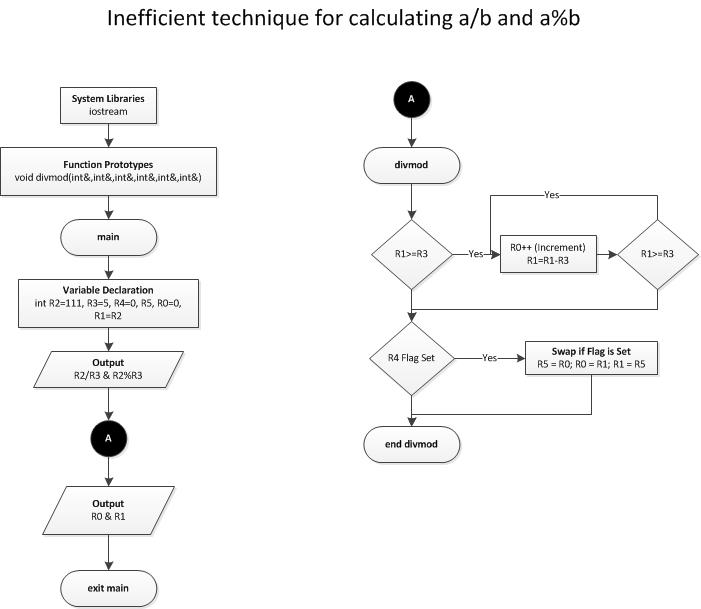 Inefficient technique for calculating a/b and a%b
System Libraries
iostream
Function Prototypes
void divmod(int&,int&,int&,int&,int&,int&)
main
Variable Declaration
int R2=111, R3=5, R4=0, R5, R0=0,
R1=R2
Output
R2/R3 & R2%R3
A
Output
R0 & R1
exit main
A
divmod
R1>=R3
Yes
R0++ (Increment)
R1=R1-R3
R1>=R3
Yes
R4 Flag Set
Yes
Swap if Flag is Set
R5 = R0; R0 = R1; R1 = R5
end divmod